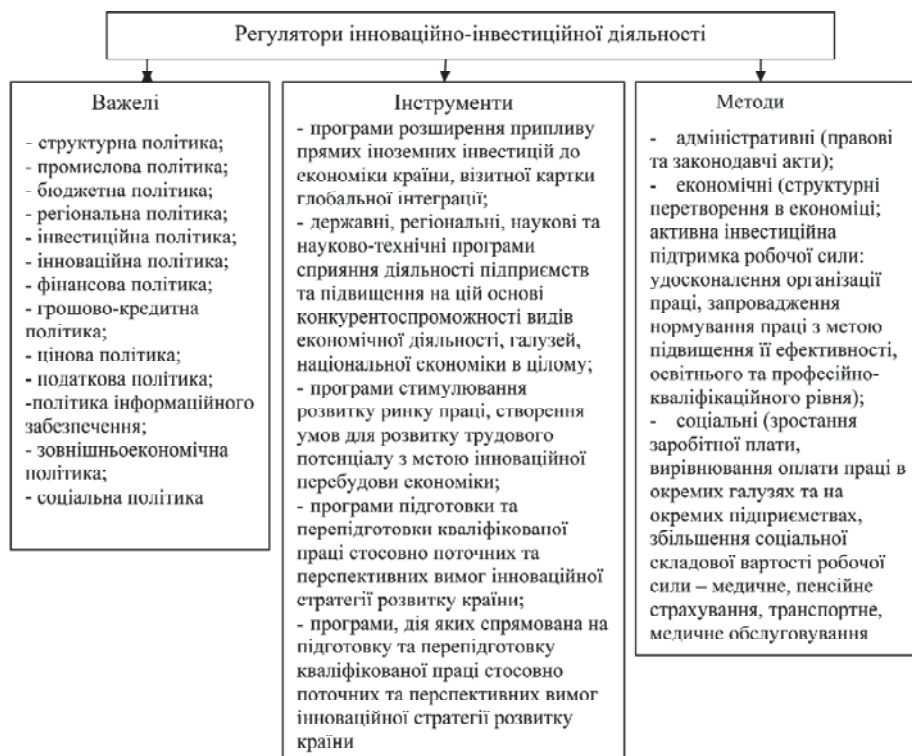 Регулятори інноваційно-інвестиційної діяльності
Важелі
- структурна політика;
- промислова політика;
- бюджетна політика;
- регіональна політика;
- інвестиційна політика;
- інноваційна політика;
- фінансова політика;
- грошово-кредитна
політика;
- цінова політика;
- податкова політика;
-політика інформаційного
забезпечення;
- зовнішньоекономічна
політика;
- соціальна політика
Інструменти
- програми розширення припливу
прямих іноземних інвестицій до
економіки країни, візитної картки
глобальної інтеграції;
- державні, регіональні, наукові та
науково-технічні програми
сприяння діяльності підприємств
та підвищення на цій основі
конкурентоспроможності видів
економічної діяльності, галузей,
національної економіки в цілому;
- програми стимулювання
розвитку ринку праці, створення
умов для розвитку трудового
потенціалу з метою інноваційної
перебудови економіки;
- програми підготовки та
перепідготовки кваліфікованої
праці стосовно поточних та
перспективних вимог інноваційної
стратегії розвитку країни;
- програми, дія яких спрямована на
підготовку та перепідготовку
кваліфікованої праці стосовно
поточних та перспективних вимог
інноваційної стратегії розвитку
країни
Методи
- адміністративні (правові
та законодавчі акти);
- економічні (структурні
перетворення в економіці;
активна інвестиційна
підтримка робочої сили:
удосконалення організації
праці, запровадження
нормування праці з метою
підвищення її ефективності,
освітнього та професійно-
кваліфікаційного рівня);
- соціальні (зростання
заробітної плати,
вирівнювання оплати праці в
окремих галузях та на
окремих підприємствах,
збільшення соціальної
складової вартості робочої
сили – медичне, пенсійне
страхування, транспортне,
медичне обслуговування